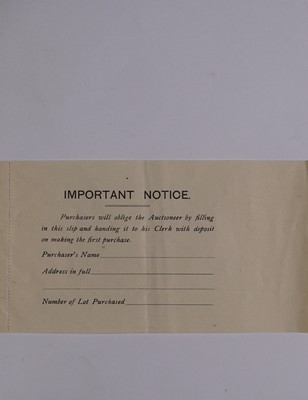 IMPORTANT NOTICE.
Purchasers will oblige the Auctioneer by filling
in this slip and handing it to his Clerk with deposit
on making the first purchase.
Purchaser's Name
Address in full
Number of Lot Purchased